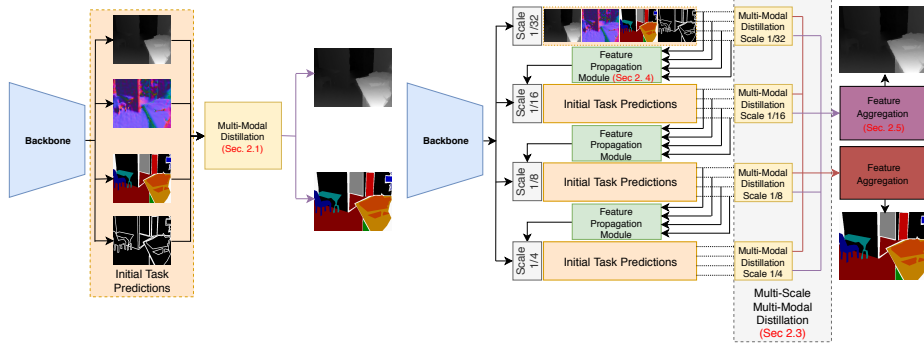 Backbone
Initial Task
Predictions
Multi-Modal
Distillation
(Sec. 2.1)
Backbone
Scale
1/32
Multi-Modal
Distillation
Scale 1/32
Feature
Propagation
Module (Sec 2. 4)
Scale
1/16
Initial Task Predictions
Multi-Modal
Distillation
Scale 1/16
Feature
Propagation
Module
Scale
1/8
Initial Task Predictions
Multi-Modal
Distillation
Scale 1/8
Feature
Propagation
Module
Scale
1/4
Initial Task Predictions
Multi-Modal
Distillation
Scale 1/4
Multi-Scale
Multi-Modal
Distillation
(Sec 2.3)
Feature
Aggregation
(Sec. 2.5)
Feature
Aggregation